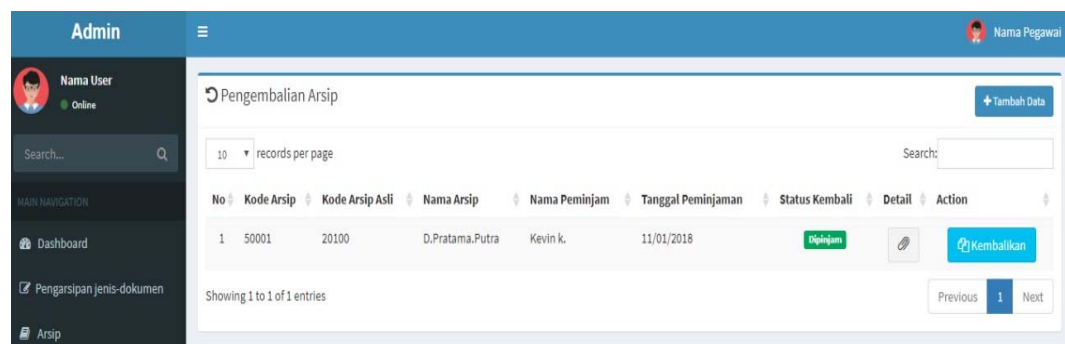 Admin
Nama Pegawai
Nama User
Online
Search...
MAIN NAVIGATION
Dashboard
Pengarsipan jenis-dokumen
Arsip
Pengembalian Arsip
Tambah Data
10 records per page
Search:
No Kode Arsip Kode Arsip Asli Nama Arsip Nama Peminjam Tanggal Peminjaman Status Kembali Detail Action
1 50001 20100 D.Pratama.Putra Kevin k. 11/01/2018 Dipinjam Kembalikan
Showing 1 to 1 of 1 entries
Previous 1 Next